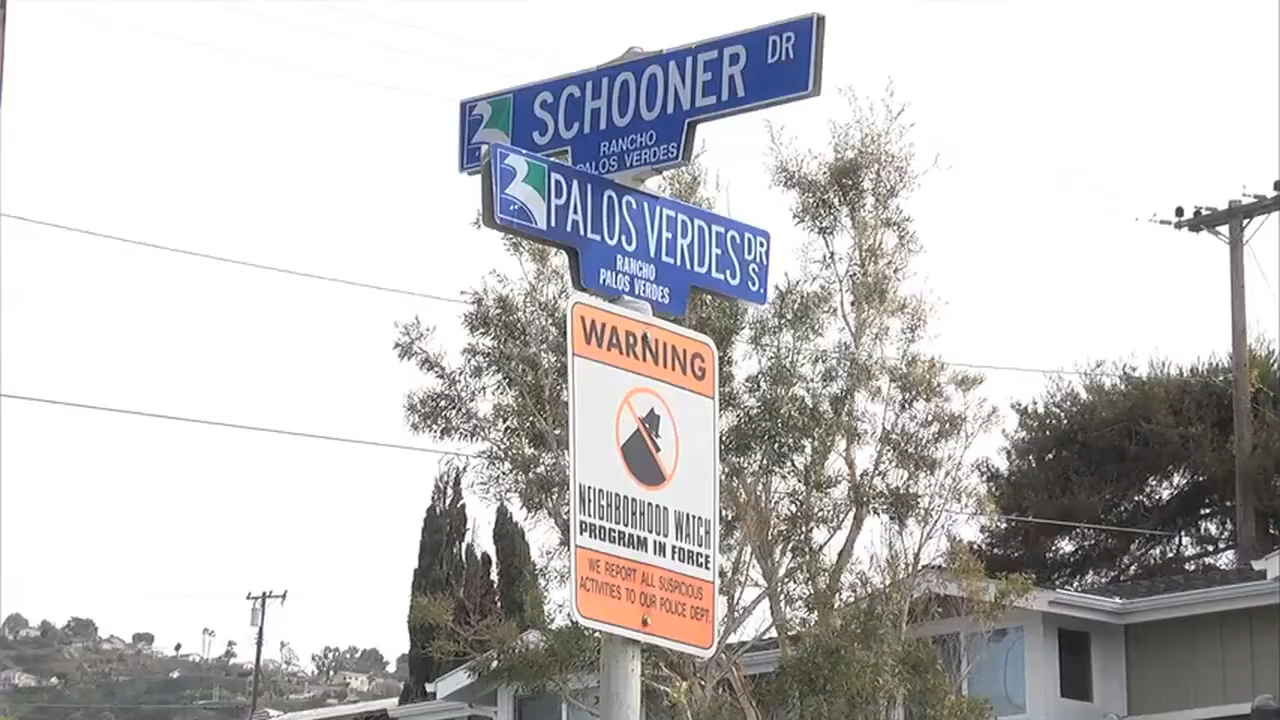 SCHOONER DR
RANCHO
PALOS VERDES
PALOS VERDES DR S.
RANCHO
PALOS VERDES
WARNING
NEIGHBORHOOD WATCH
PROGRAM IN FORCE
WE REPORT ALL SUSPICIOUS
ACTIVITIES TO OUR POLICE DEPT.